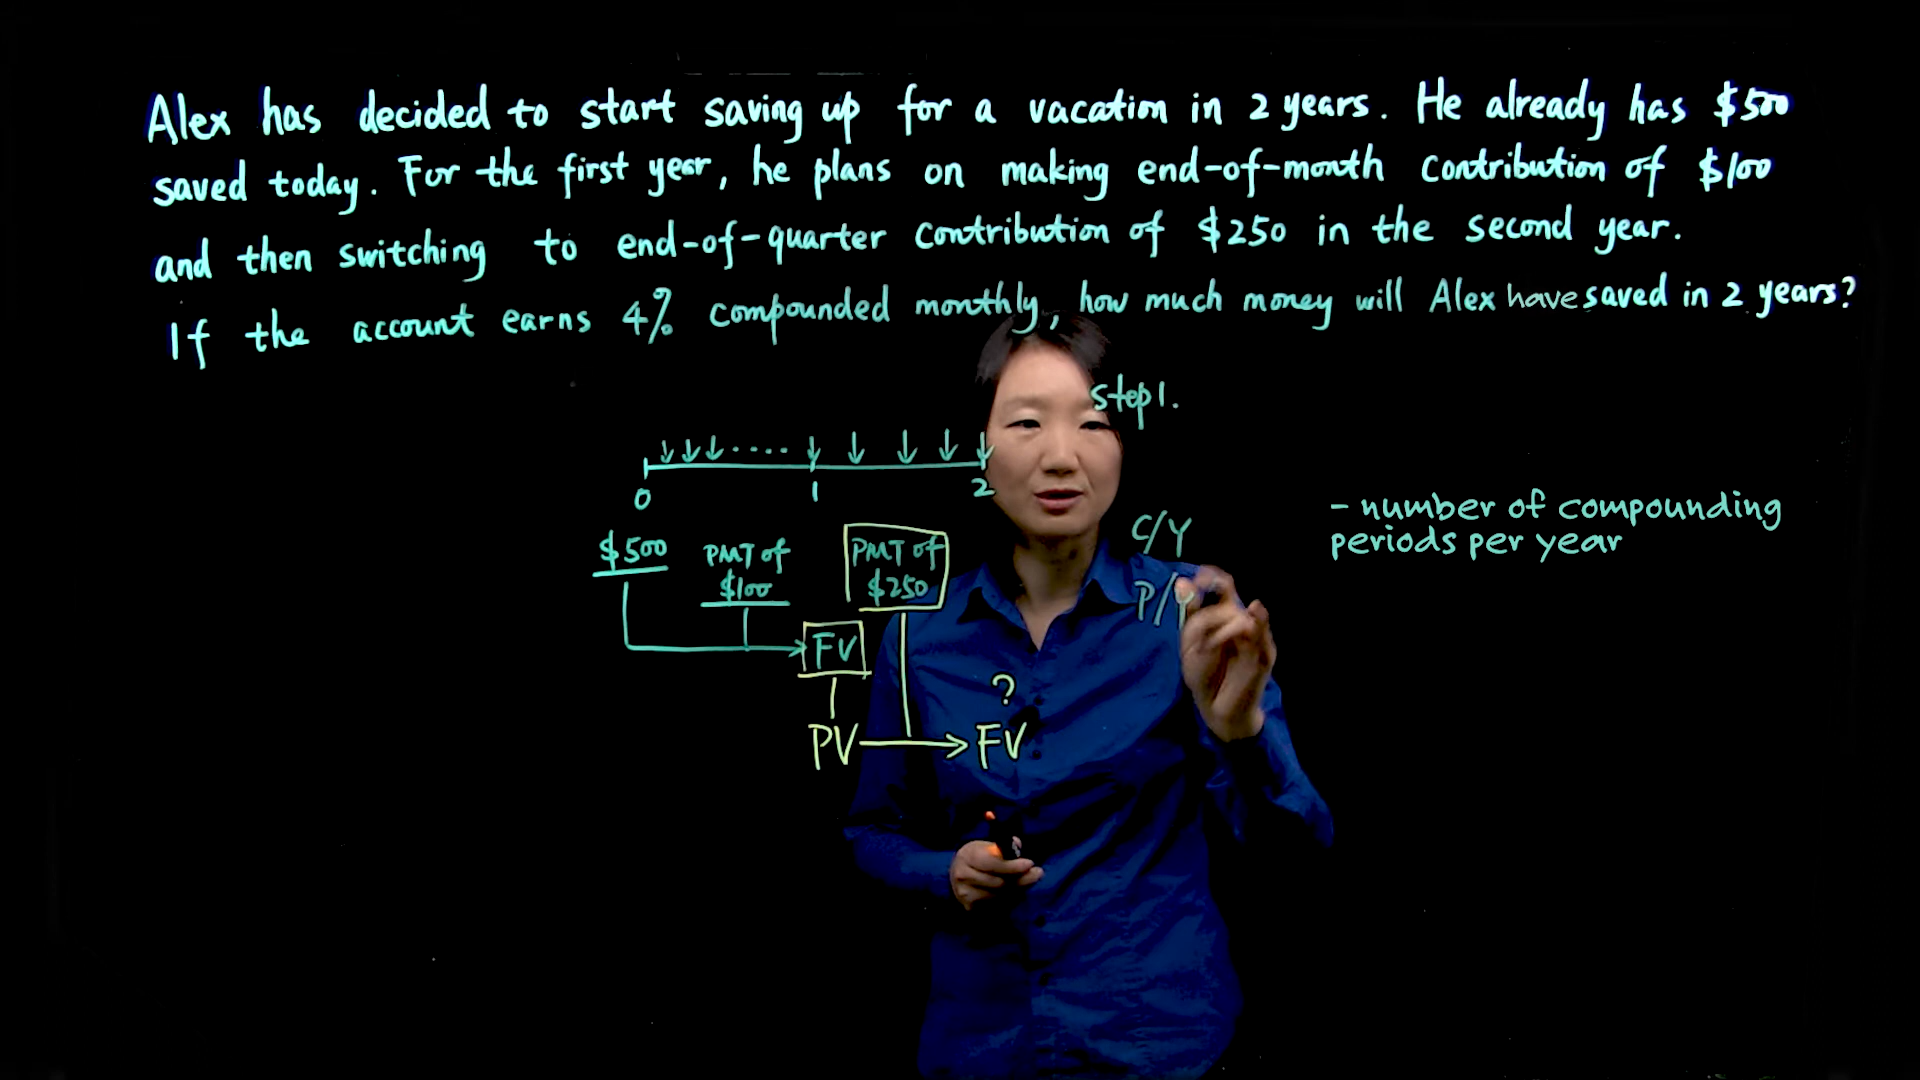 Alex has decided to start saving up for a vacation in 2 years. He already has $500
saved today. For the first year, he plans on making end-of-month contribution of $100
and then switching to end-of-quarter contribution of $250 in the second year.
If the account earns 4% compounded monthly, how much money will Alex have saved in 2 years?
Step 1.
0 1 2
$500
PMT of
$100
PMT of
$250
C/Y
- number of compounding
periods per year
P/Y
FV
?
PV
FV